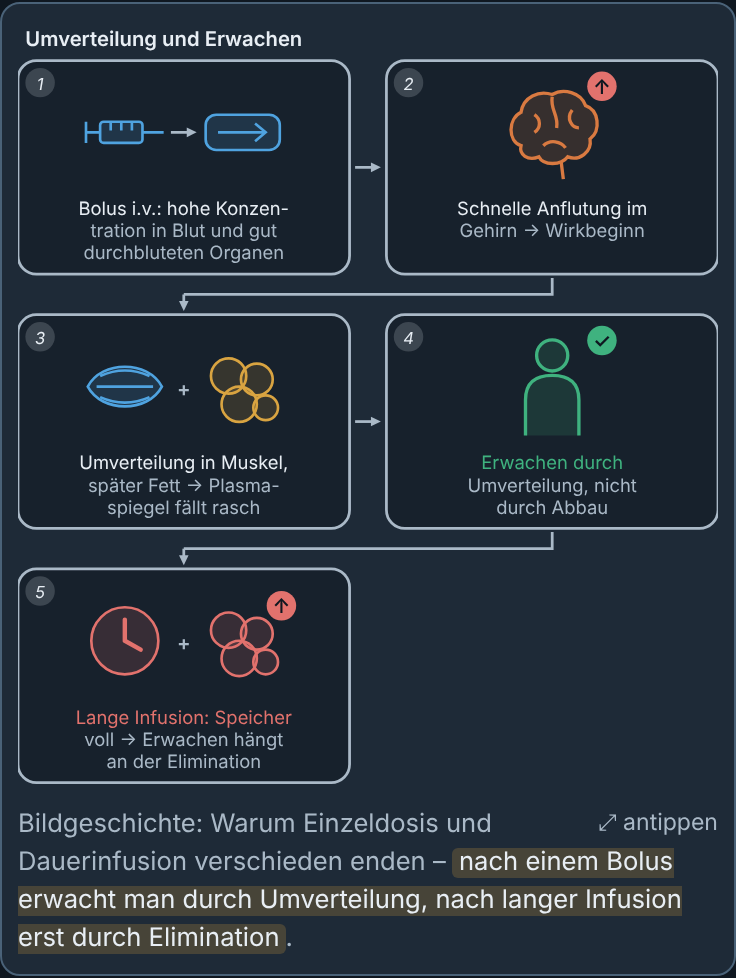 Umverteilung und Erwachen
1
Bolus i.v.: hohe Konzen-
tration in Blut und gut
durchbluteten Organen
2
Schnelle Anflutung im
Gehirn → Wirkbeginn
3
+
Umverteilung in Muskel,
später Fett → Plasma-
spiegel fällt rasch
4
Erwachen durch
Umverteilung, nicht
durch Abbau
5
+
Lange Infusion: Speicher
voll → Erwachen hängt
an der Elimination
Bildgeschichte: Warum Einzeldosis und
⤢ antippen
Dauerinfusion verschieden enden – nach einem Bolus
erwacht man durch Umverteilung, nach langer Infusion
erst durch Elimination.